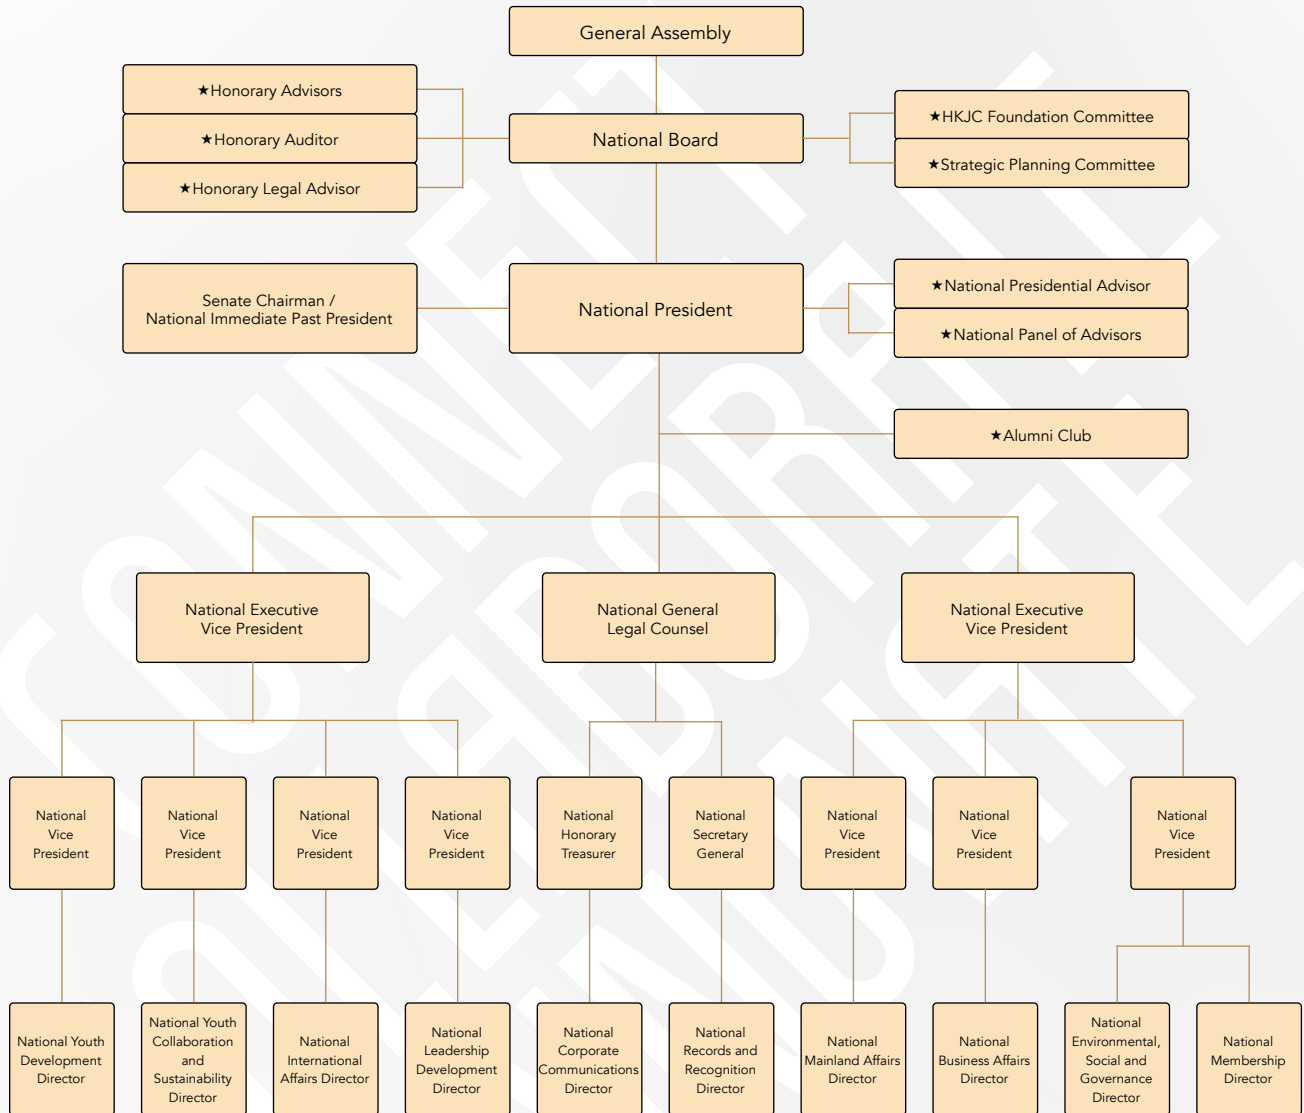 General Assembly
★Honorary Advisors
★Honorary Auditor
★Honorary Legal Advisor
National Board
★HKJC Foundation Committee
★Strategic Planning Committee
Senate Chairman /
National Immediate Past President
National President
★National Presidential Advisor
★National Panel of Advisors
★Alumni Club
National Executive
Vice President
National General
Legal Counsel
National Executive
Vice President
National
Vice
President
National
Vice
President
National
Vice
President
National
Vice
President
National
Honorary
Treasurer
National
Secretary
General
National
Vice
President
National
Vice
President
National
Vice
President
National Youth
Development
Director
National Youth
Collaboration
and
Sustainability
Director
National
International
Affairs Director
National
Leadership
Development
Director
National
Corporate
Communications
Director
National
Records and
Recognition
Director
National
Mainland Affairs
Director
National
Business Affairs
Director
National
Environmental,
Social and
Governance
Director
National
Membership
Director
CONNECT